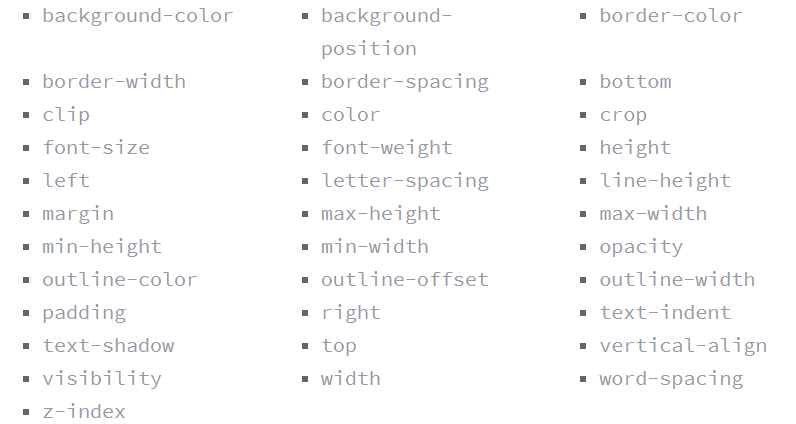 background-color
background-
position
border-color
border-width
border-spacing
bottom
clip
color
crop
font-size
font-weight
height
left
letter-spacing
line-height
margin
max-height
max-width
min-height
min-width
opacity
outline-color
outline-offset
outline-width
padding
right
text-indent
text-shadow
top
vertical-align
visibility
width
word-spacing
z-index